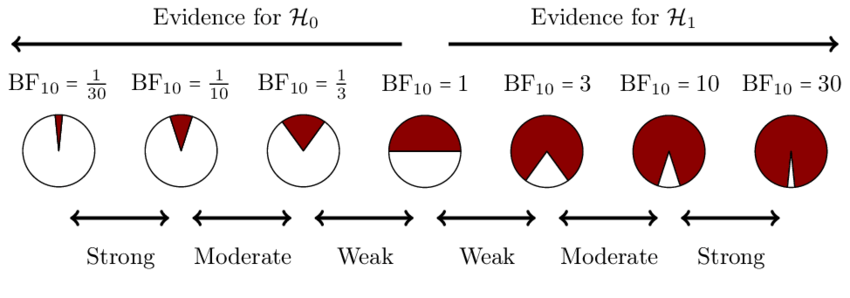 Evidence for ℋ₀ Evidence for ℋ₁
BF₁₀ = 1/30 BF₁₀ = 1/10 BF₁₀ = 1/3 BF₁₀ = 1 BF₁₀ = 3 BF₁₀ = 10 BF₁₀ = 30
Strong Moderate Weak Weak Moderate Strong